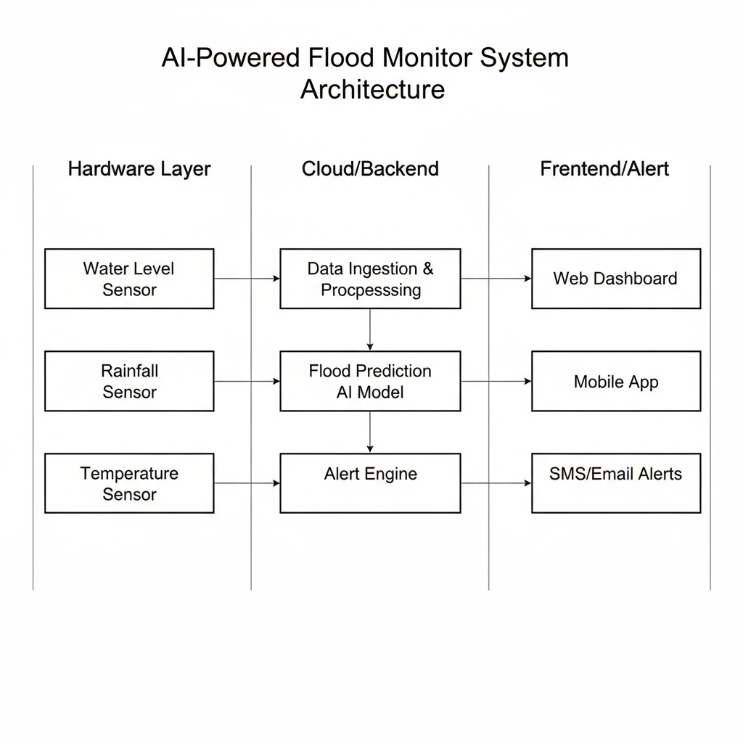 AI-Powered Flood Monitor System
Architecture
Hardware Layer
Cloud/Backend
Frentend/Alert
Water Level
Sensor
Data Ingestion &
Procpesssing
Web Dashboard
Rainfall
Sensor
Flood Prediction
AI Model
Mobile App
Temperature
Sensor
Alert Engine
SMS/Email Alerts